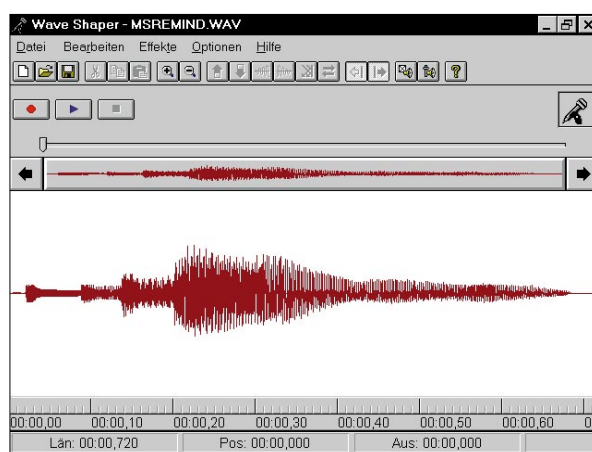 Wave Shaper - MSREMIND.WAV
Datei Bearbeiten Effekte Optionen Hilfe
00:00,00 00:00,10 00:00,20 00:00,30 00:00,40 00:00,50 00:00,60 0
Län: 00:00,720 Pos: 00:00,000 Aus: 00:00,000